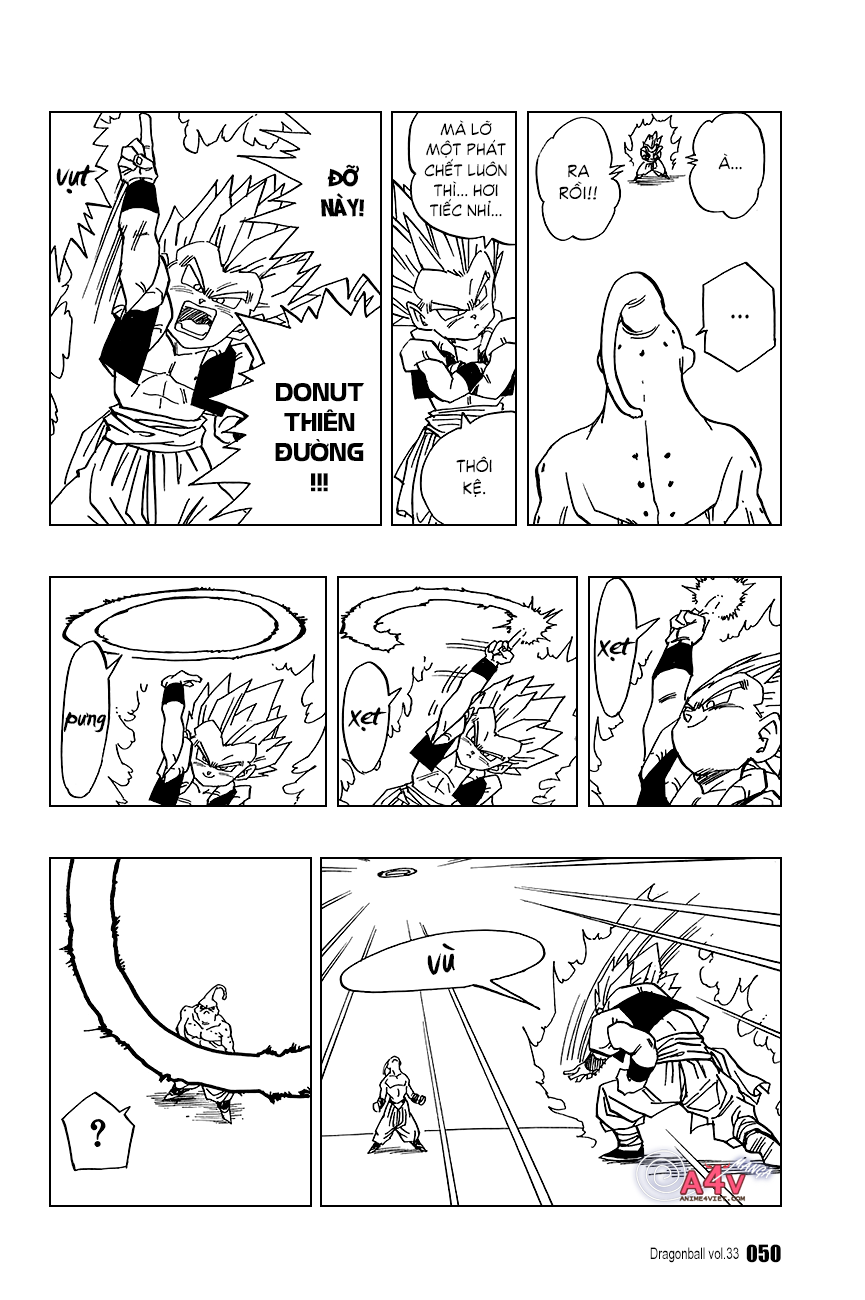 À...
RA
RỒI!!
...
MÀ LỠ
MỘT PHÁT
CHẾT LUÔN
THÌ... HƠI
TIẾC NHỈ...
THÔI
KỆ.
ĐỠ
NÀY!
vụt
DONUT
THIÊN
ĐƯỜNG
!!!
xẹt
xẹt
pưng
vù
?
A4V
MANGA
ANIME4VIET.COM
Dragonball vol.33 050